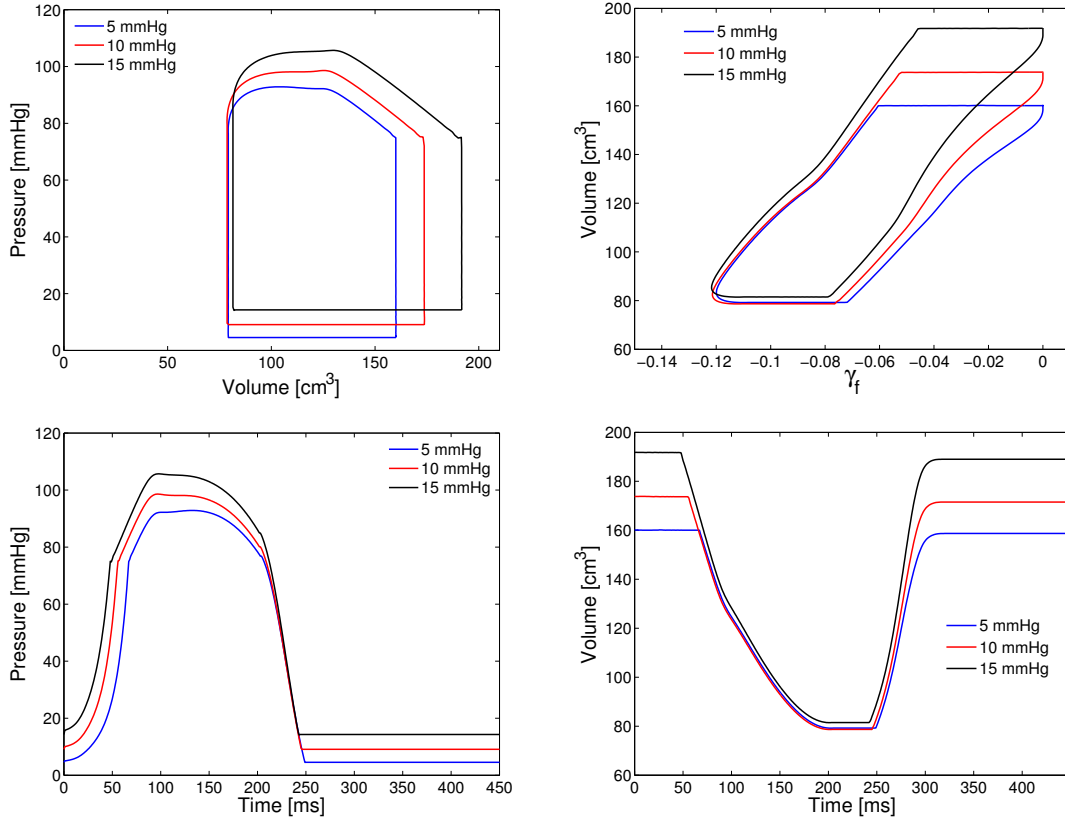 5 mmHg
10 mmHg
15 mmHg
Pressure [mmHg]
120
100
80
60
40
20
0
0 50 100 150 200
Volume [cm³]
5 mmHg
10 mmHg
15 mmHg
Volume [cm³]
200
180
160
140
120
100
80
60
−0.14 −0.12 −0.1 −0.08 −0.06 −0.04 −0.02 0
γf
5 mmHg
10 mmHg
15 mmHg
Pressure [mmHg]
120
100
80
60
40
20
0
0 50 100 150 200 250 300 350 400 450
Time [ms]
5 mmHg
10 mmHg
15 mmHg
Volume [cm³]
200
180
160
140
120
100
80
60
0 50 100 150 200 250 300 350 400
Time [ms]